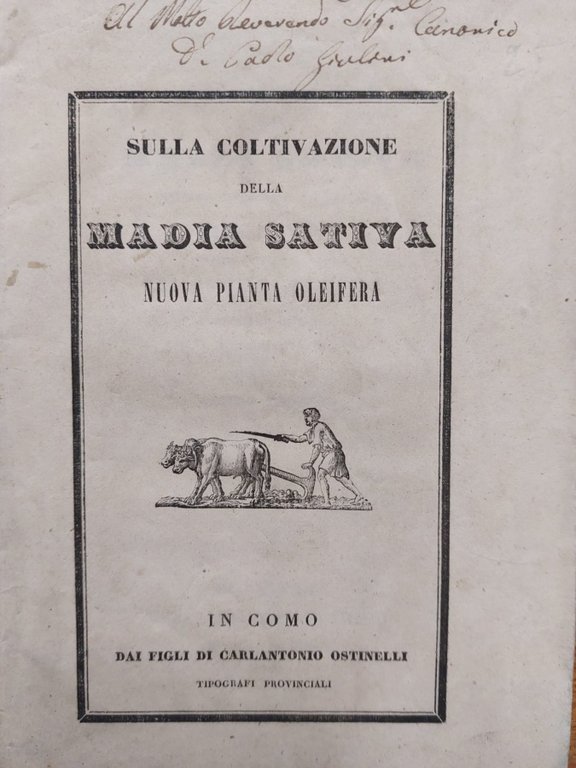 Al Molto Reverendo Sig.r Canonico
Dn Paolo
SULLA COLTIVAZIONE
DELLA
MADIA SATIVA
NUOVA PIANTA OLEIFERA
IN COMO
DAI FIGLI DI CARLANTONIO OSTINELLI
TIPOGRAFI PROVINCIALI